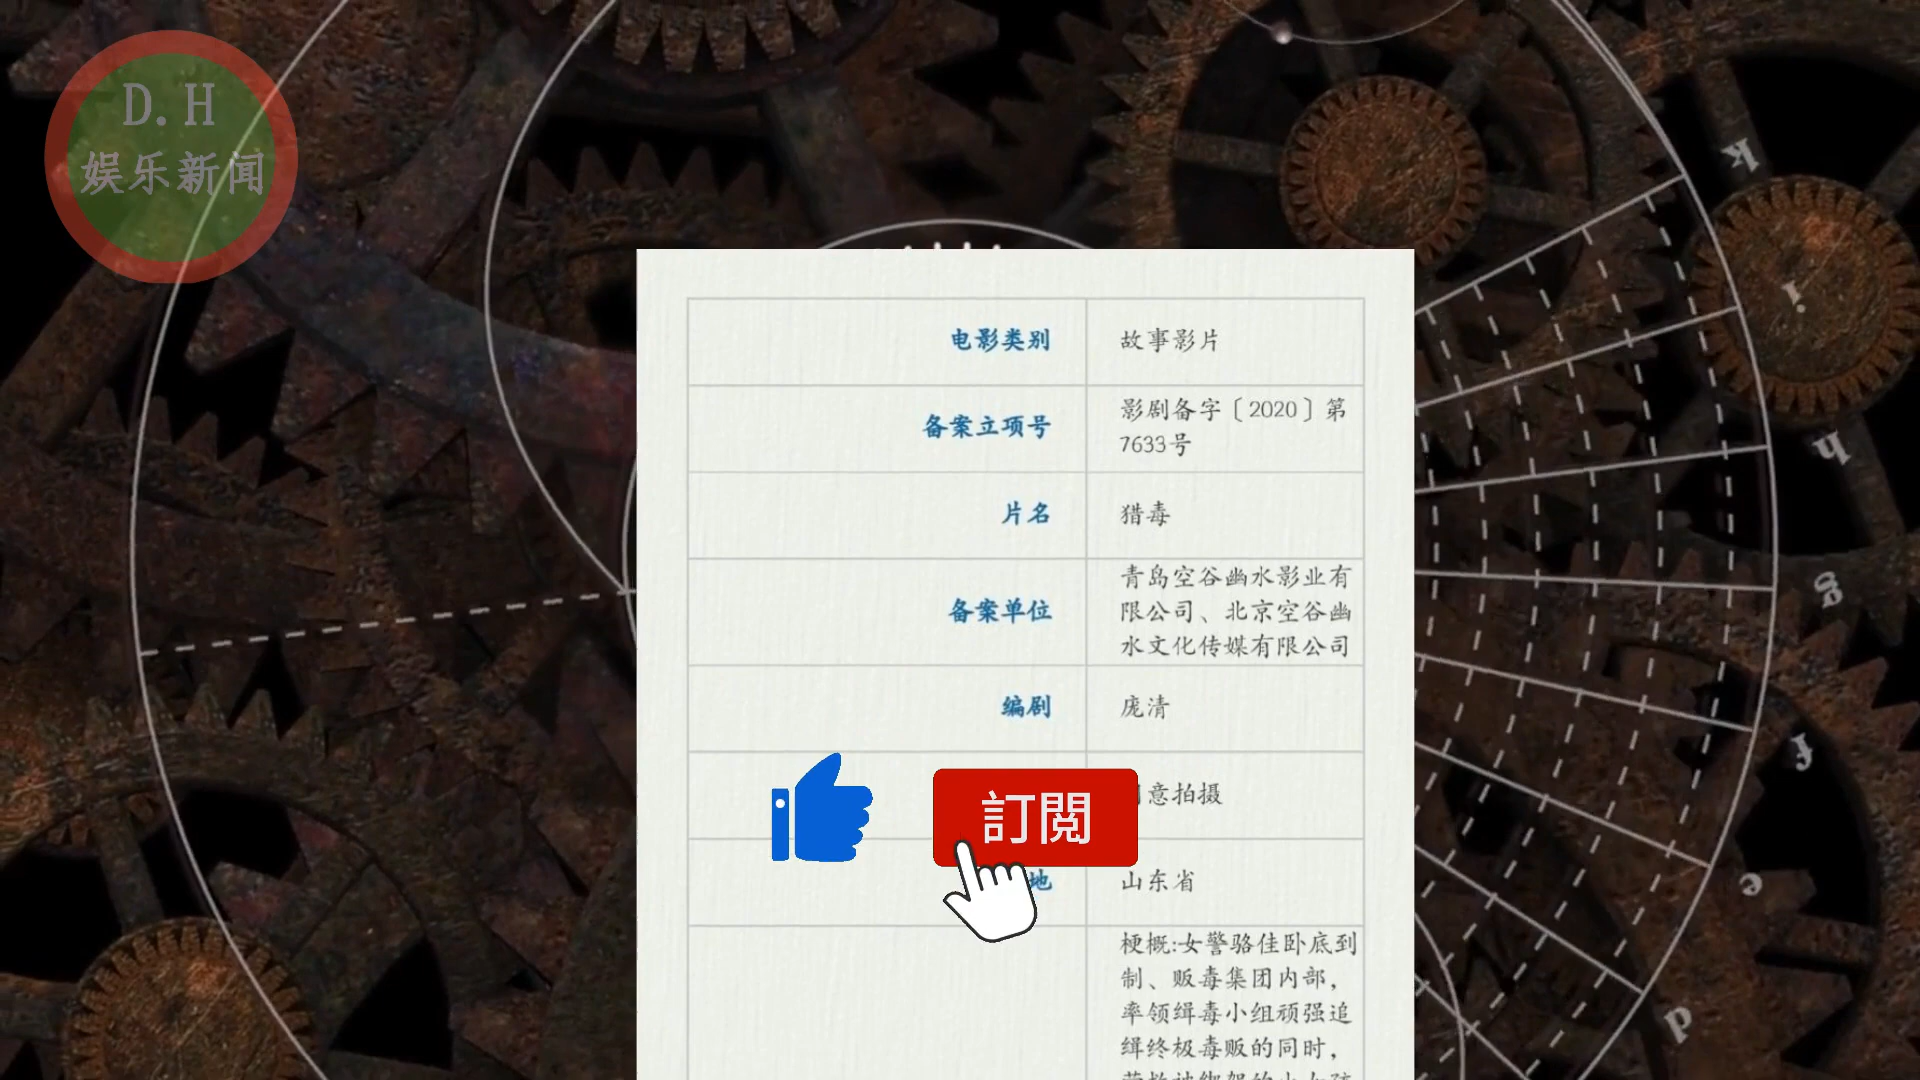 D.H
娱乐新闻
电影类别
故事影片
备案立项号
影剧备字〔2020〕第
7633号
片名
猎毒
备案单位
青岛空谷幽水影业有
限公司、北京空谷幽
水文化传媒有限公司
编剧
庞清
意拍摄
訂閲
地
山东省
梗概:女警骆佳卧底到
制、贩毒集团内部，
率领缉毒小组顽强追
缉终极毒贩的同时，
k
i
h
g
f
e
d